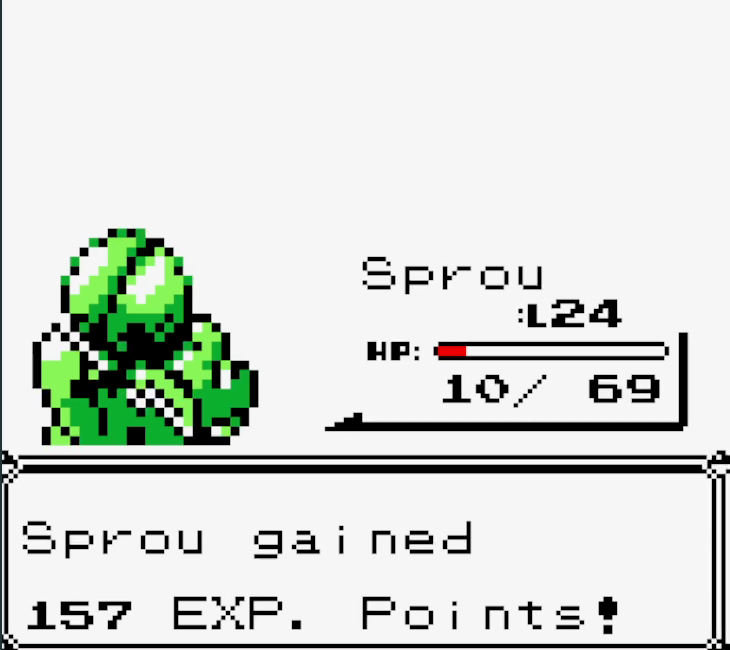 Sprou
:L24
HP:
10/ 69
Sprou gained
157 EXP. Points!